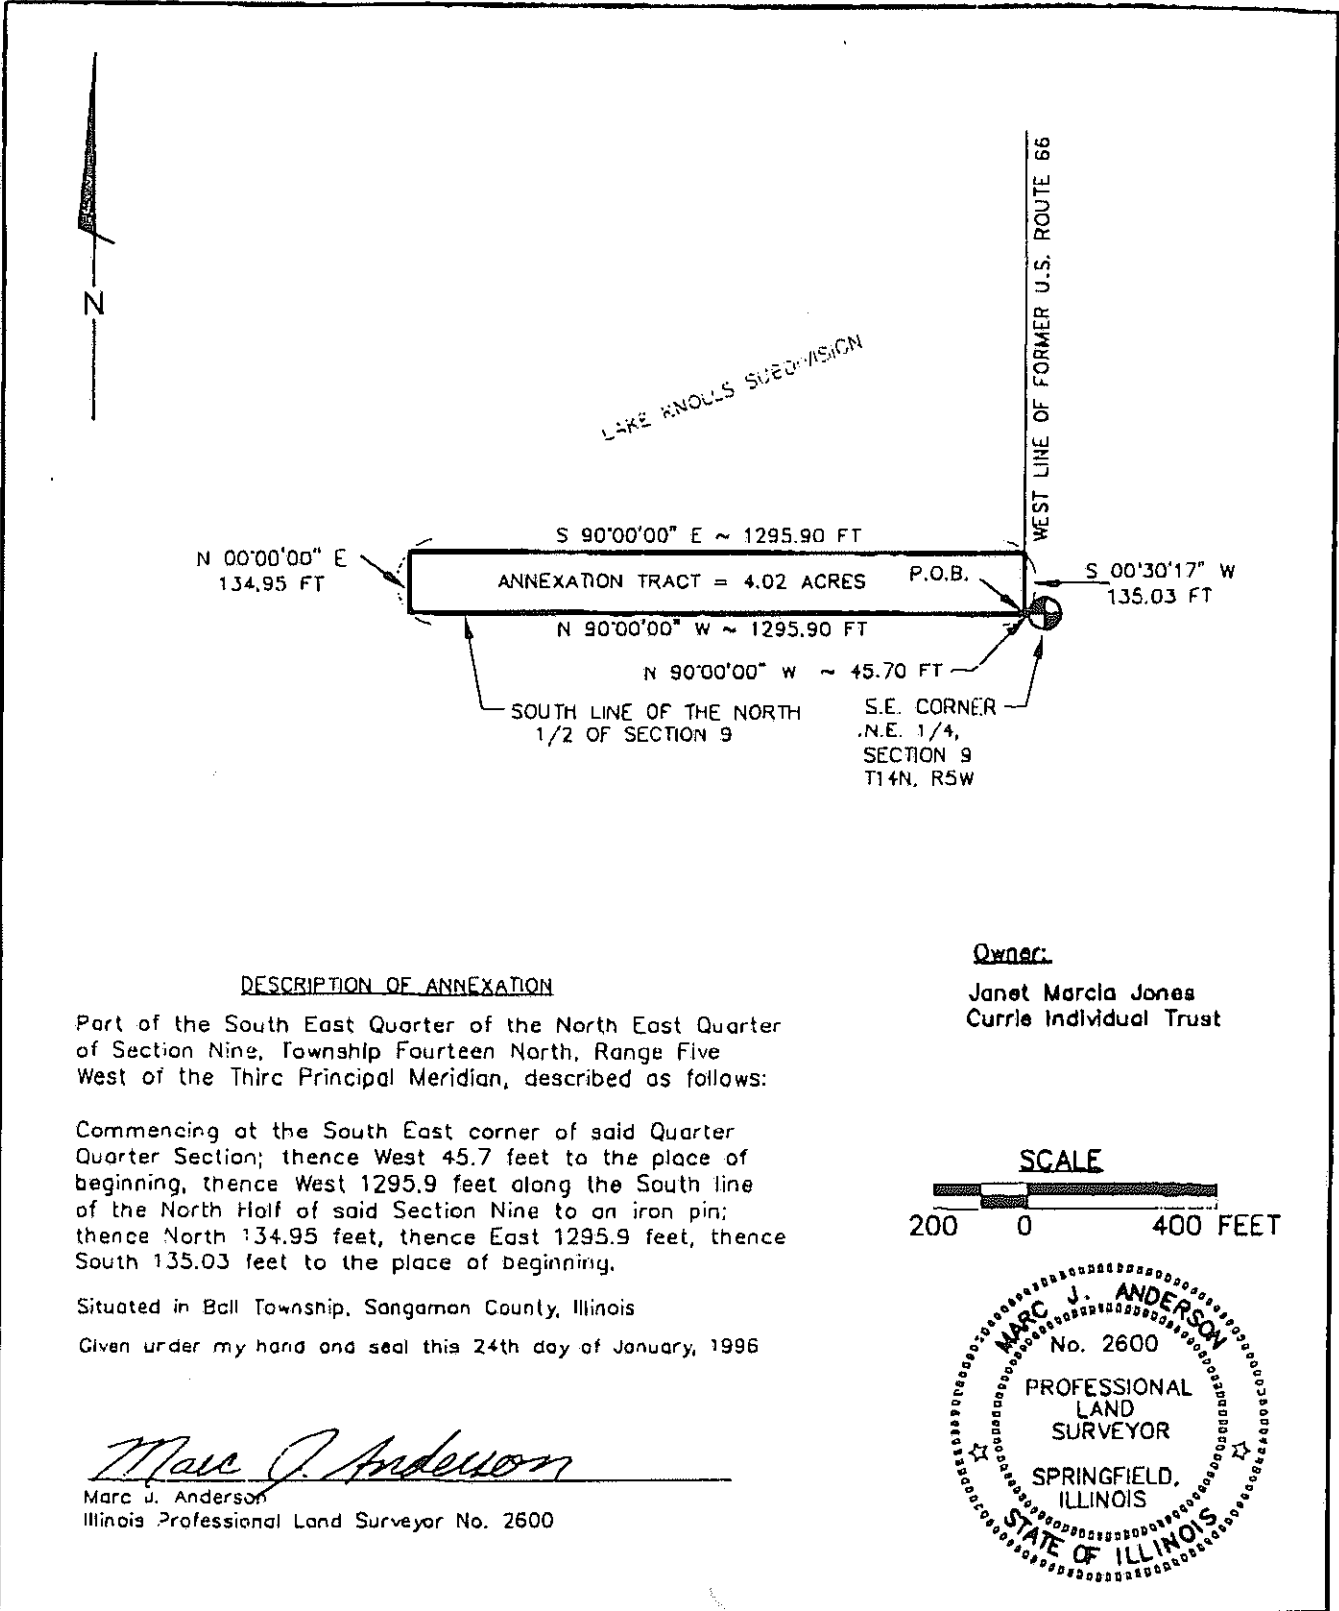 N
WEST LINE OF FORMER U.S. ROUTE 66
LAKE KNOLLS SUBDIVISION
S 90°00'00" E ~ 1295.90 FT
N 00°00'00" E
134.95 FT
ANNEXATION TRACT = 4.02 ACRES
P.O.B.
S 00°30'17" W
135.03 FT
N 90°00'00" W ~ 1295.90 FT
N 90°00'00" W ~ 45.70 FT
SOUTH LINE OF THE NORTH
1/2 OF SECTION 9
S.E. CORNER
N.E. 1/4,
SECTION 9
T14N, R5W
Owner:
Janet Marcia Jones
Currie Individual Trust
DESCRIPTION OF ANNEXATION
Part of the South East Quarter of the North East Quarter
of Section Nine, Township Fourteen North, Range Five
West of the Third Principal Meridian, described as follows:
Commencing at the South East corner of said Quarter
Quarter Section; thence West 45.7 feet to the place of
beginning, thence West 1295.9 feet along the South line
of the North Half of said Section Nine to an iron pin;
thence North 134.95 feet, thence East 1295.9 feet, thence
South 135.03 feet to the place of beginning.
Situated in Ball Township, Sangamon County, Illinois
Given under my hand and seal this 24th day of January, 1996
SCALE
200 0 400 FEET
Marc J. Anderson
Marc J. Anderson
Illinois Professional Land Surveyor No. 2600
MARC J. ANDERSON
No. 2600
PROFESSIONAL
LAND
SURVEYOR
SPRINGFIELD,
ILLINOIS
STATE OF ILLINOIS